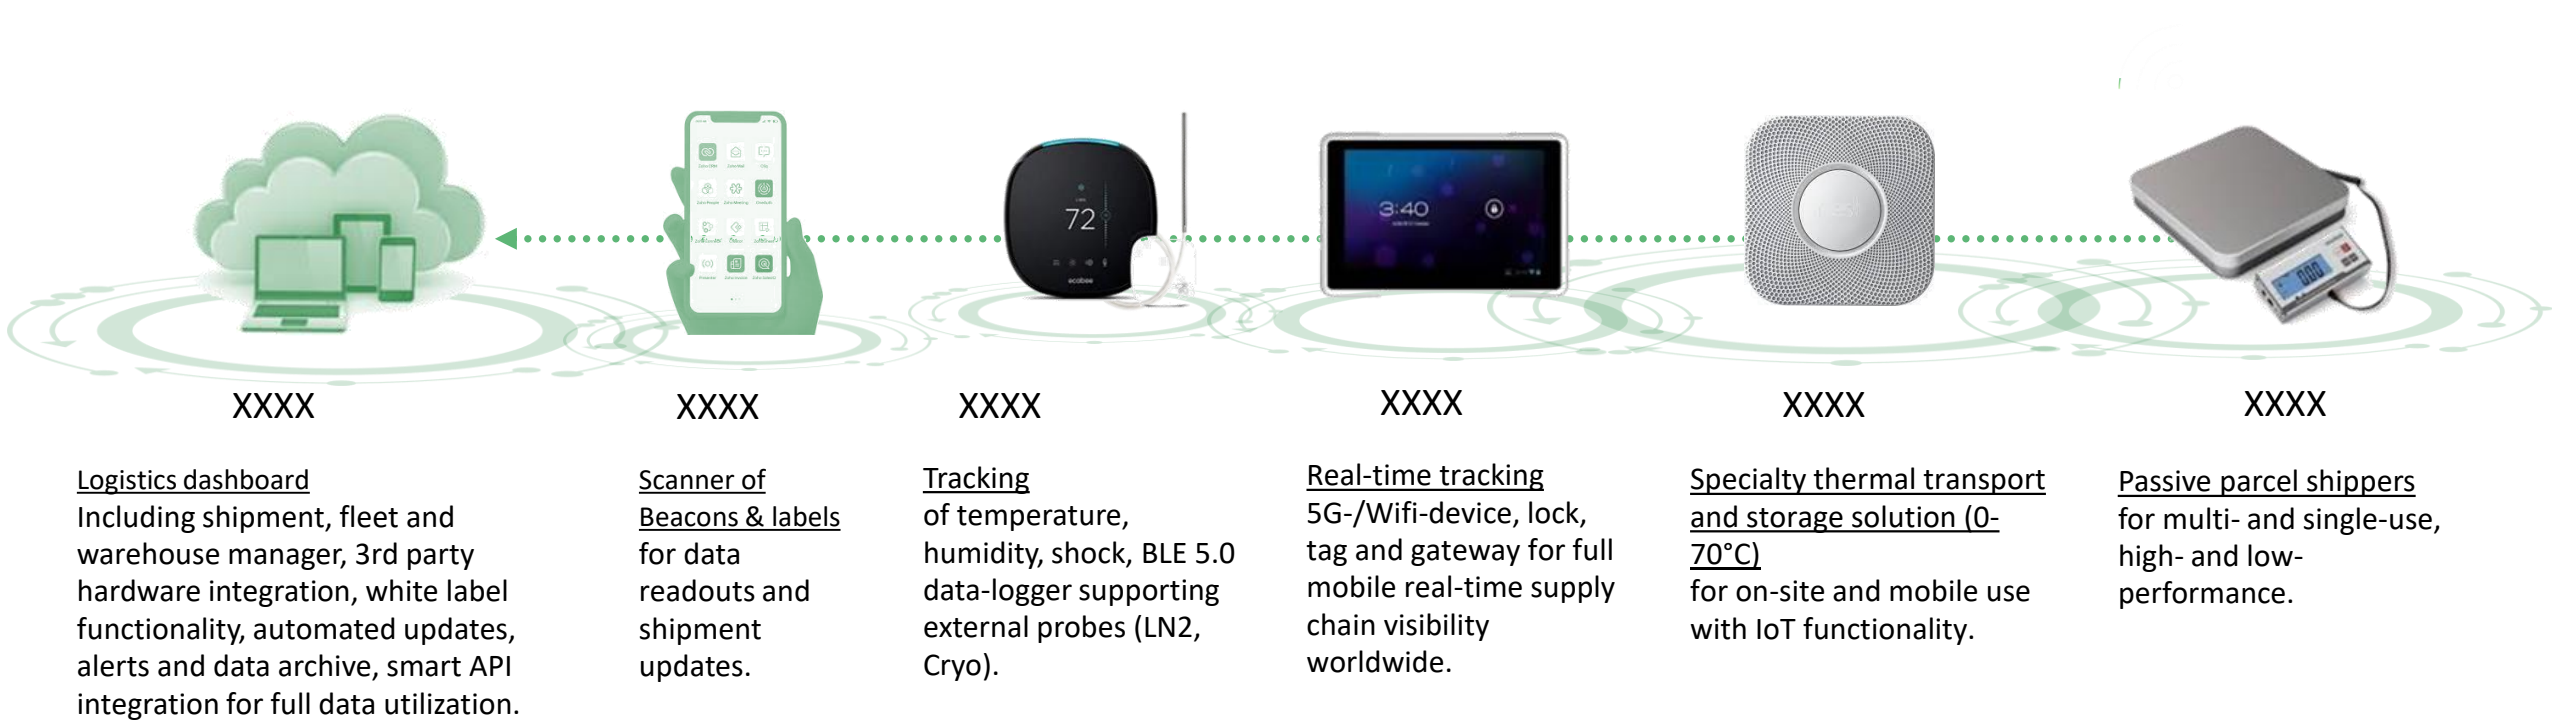 72
ecobee
3:40
nest
0.00
XXXX
Logistics dashboard
Including shipment, fleet and
warehouse manager, 3rd party
hardware integration, white label
functionality, automated updates,
alerts and data archive, smart API
integration for full data utilization.
XXXX
Scanner of
Beacons & labels
for data
readouts and
shipment
updates.
XXXX
Tracking
of temperature,
humidity, shock, BLE 5.0
data-logger supporting
external probes (LN2,
Cryo).
XXXX
Real-time tracking
5G-/Wifi-device, lock,
tag and gateway for full
mobile real-time supply
chain visibility
worldwide.
XXXX
Specialty thermal transport
and storage solution (0-
70°C)
for on-site and mobile use
with IoT functionality.
XXXX
Passive parcel shippers
for multi- and single-use,
high- and low-
performance.